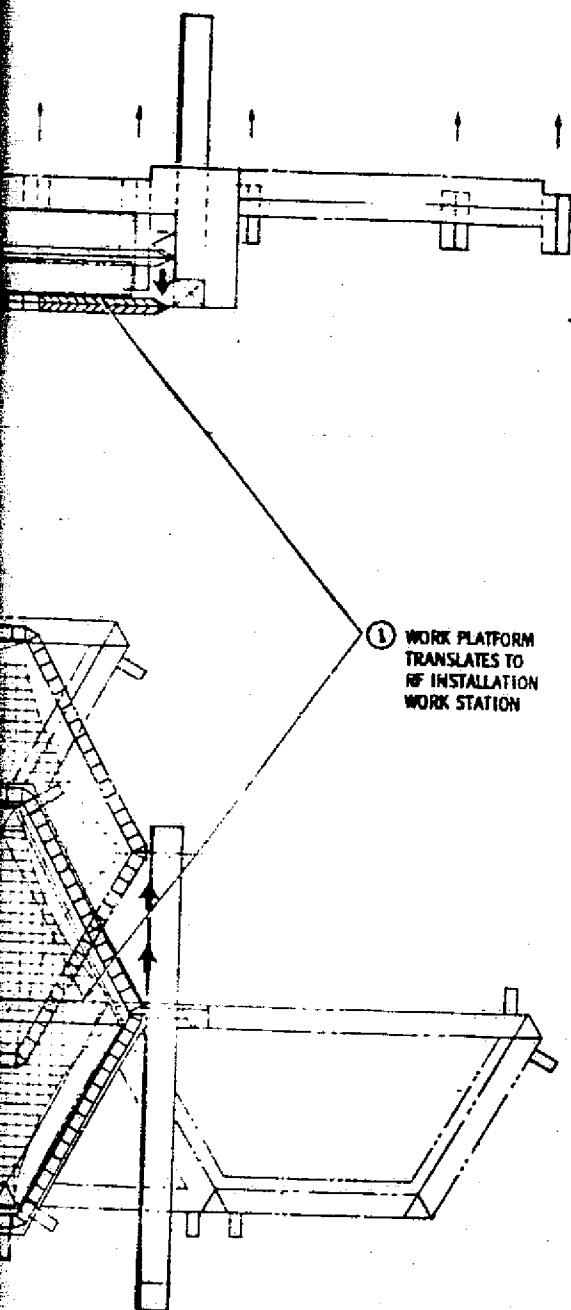 ① WORK PLATFORM
TRANSLATES TO
RF INSTALLATION
WORK STATION